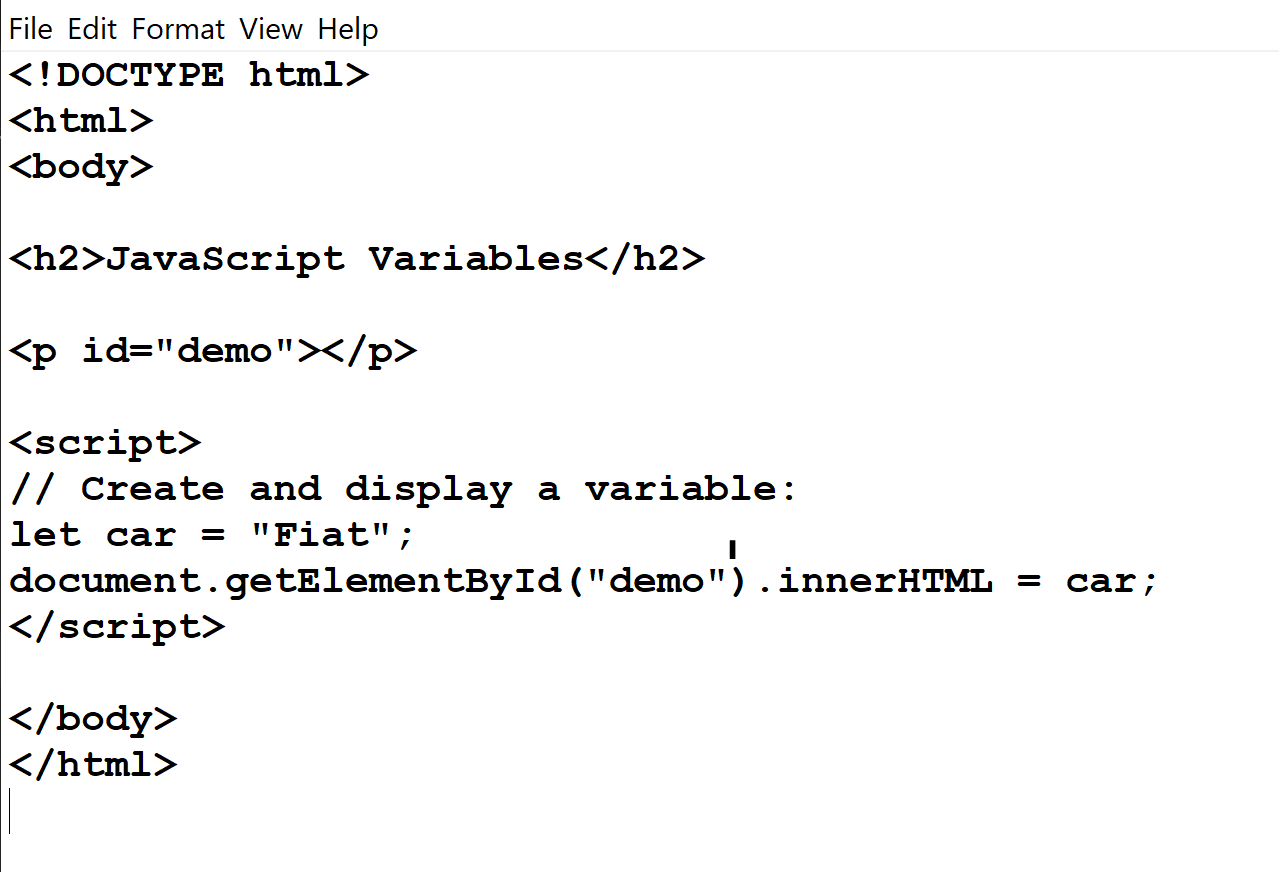 File Edit Format View Help
<!DOCTYPE html>
<html>
<body>
<h2>JavaScript Variables</h2>
<p id="demo"></p>
<script>
// Create and display a variable:
let car = "Fiat";
document.getElementById("demo").innerHTML = car;
</script>
</body>
</html>